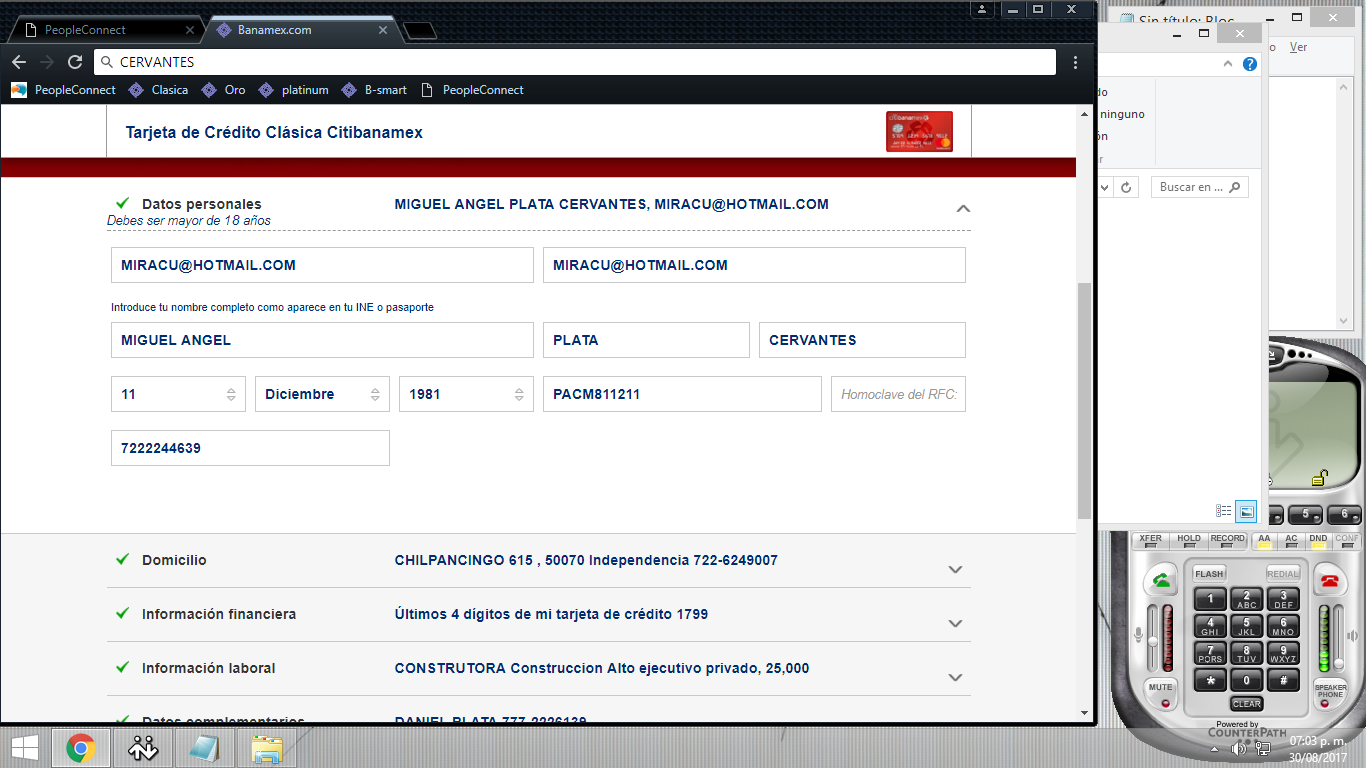 PeopleConnect
Banamex.com
Sin título: Bloc
CERVANTES
Ver
PeopleConnect Clasica Oro platinum B-smart PeopleConnect
Tarjeta de Crédito Clásica Citibanamex
ninguno
Buscar en ...
Datos personales MIGUEL ANGEL PLATA CERVANTES, MIRACU@HOTMAIL.COM
Debes ser mayor de 18 años
MIRACU@HOTMAIL.COM MIRACU@HOTMAIL.COM
Introduce tu nombre completo como aparece en tu INE o pasaporte
MIGUEL ANGEL PLATA CERVANTES
11 Diciembre 1981 PACM811211 Homoclave del RFC:
7222244639
5 6
Domicilio CHILPANCINGO 615 , 50070 Independencia 722-6249007
Información financiera Últimos 4 dígitos de mi tarjeta de crédito 1799
Información laboral CONSTRUTORA Construccion Alto ejecutivo privado, 25,000
Datos complementarios DANIEL PLATA 777-2226139
XFER HOLD RECORD AA AC DND CONF
FLASH REDIAL
1 2 ABC 3 DEF
4 GHI 5 JKL 6 MNO
7 PQRS 8 TUV 9 WXYZ
* 0 #
MUTE SPEAKER PHONE
CLEAR
Powered by
COUNTERPATH
07:03 p. m.
30/08/2017